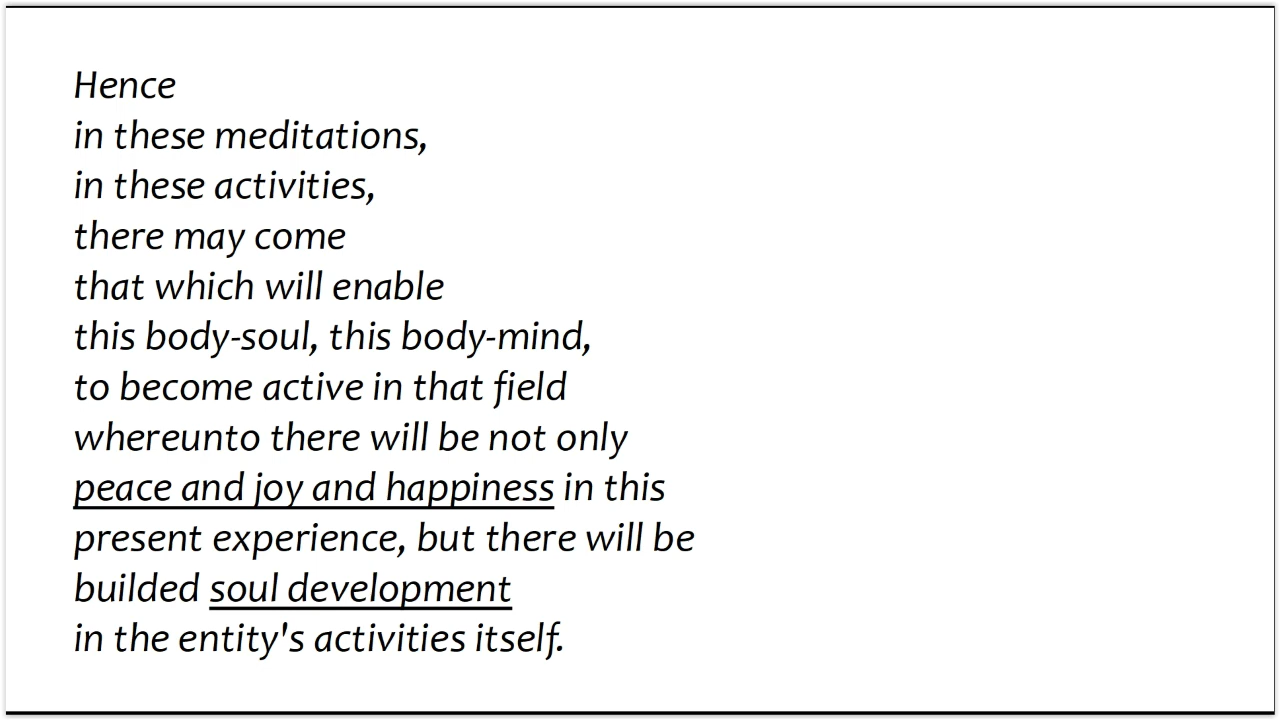 Hence
in these meditations,
in these activities,
there may come
that which will enable
this body-soul, this body-mind,
to become active in that field
whereunto there will be not only
peace and joy and happiness in this
present experience, but there will be
builded soul development
in the entity's activities itself.